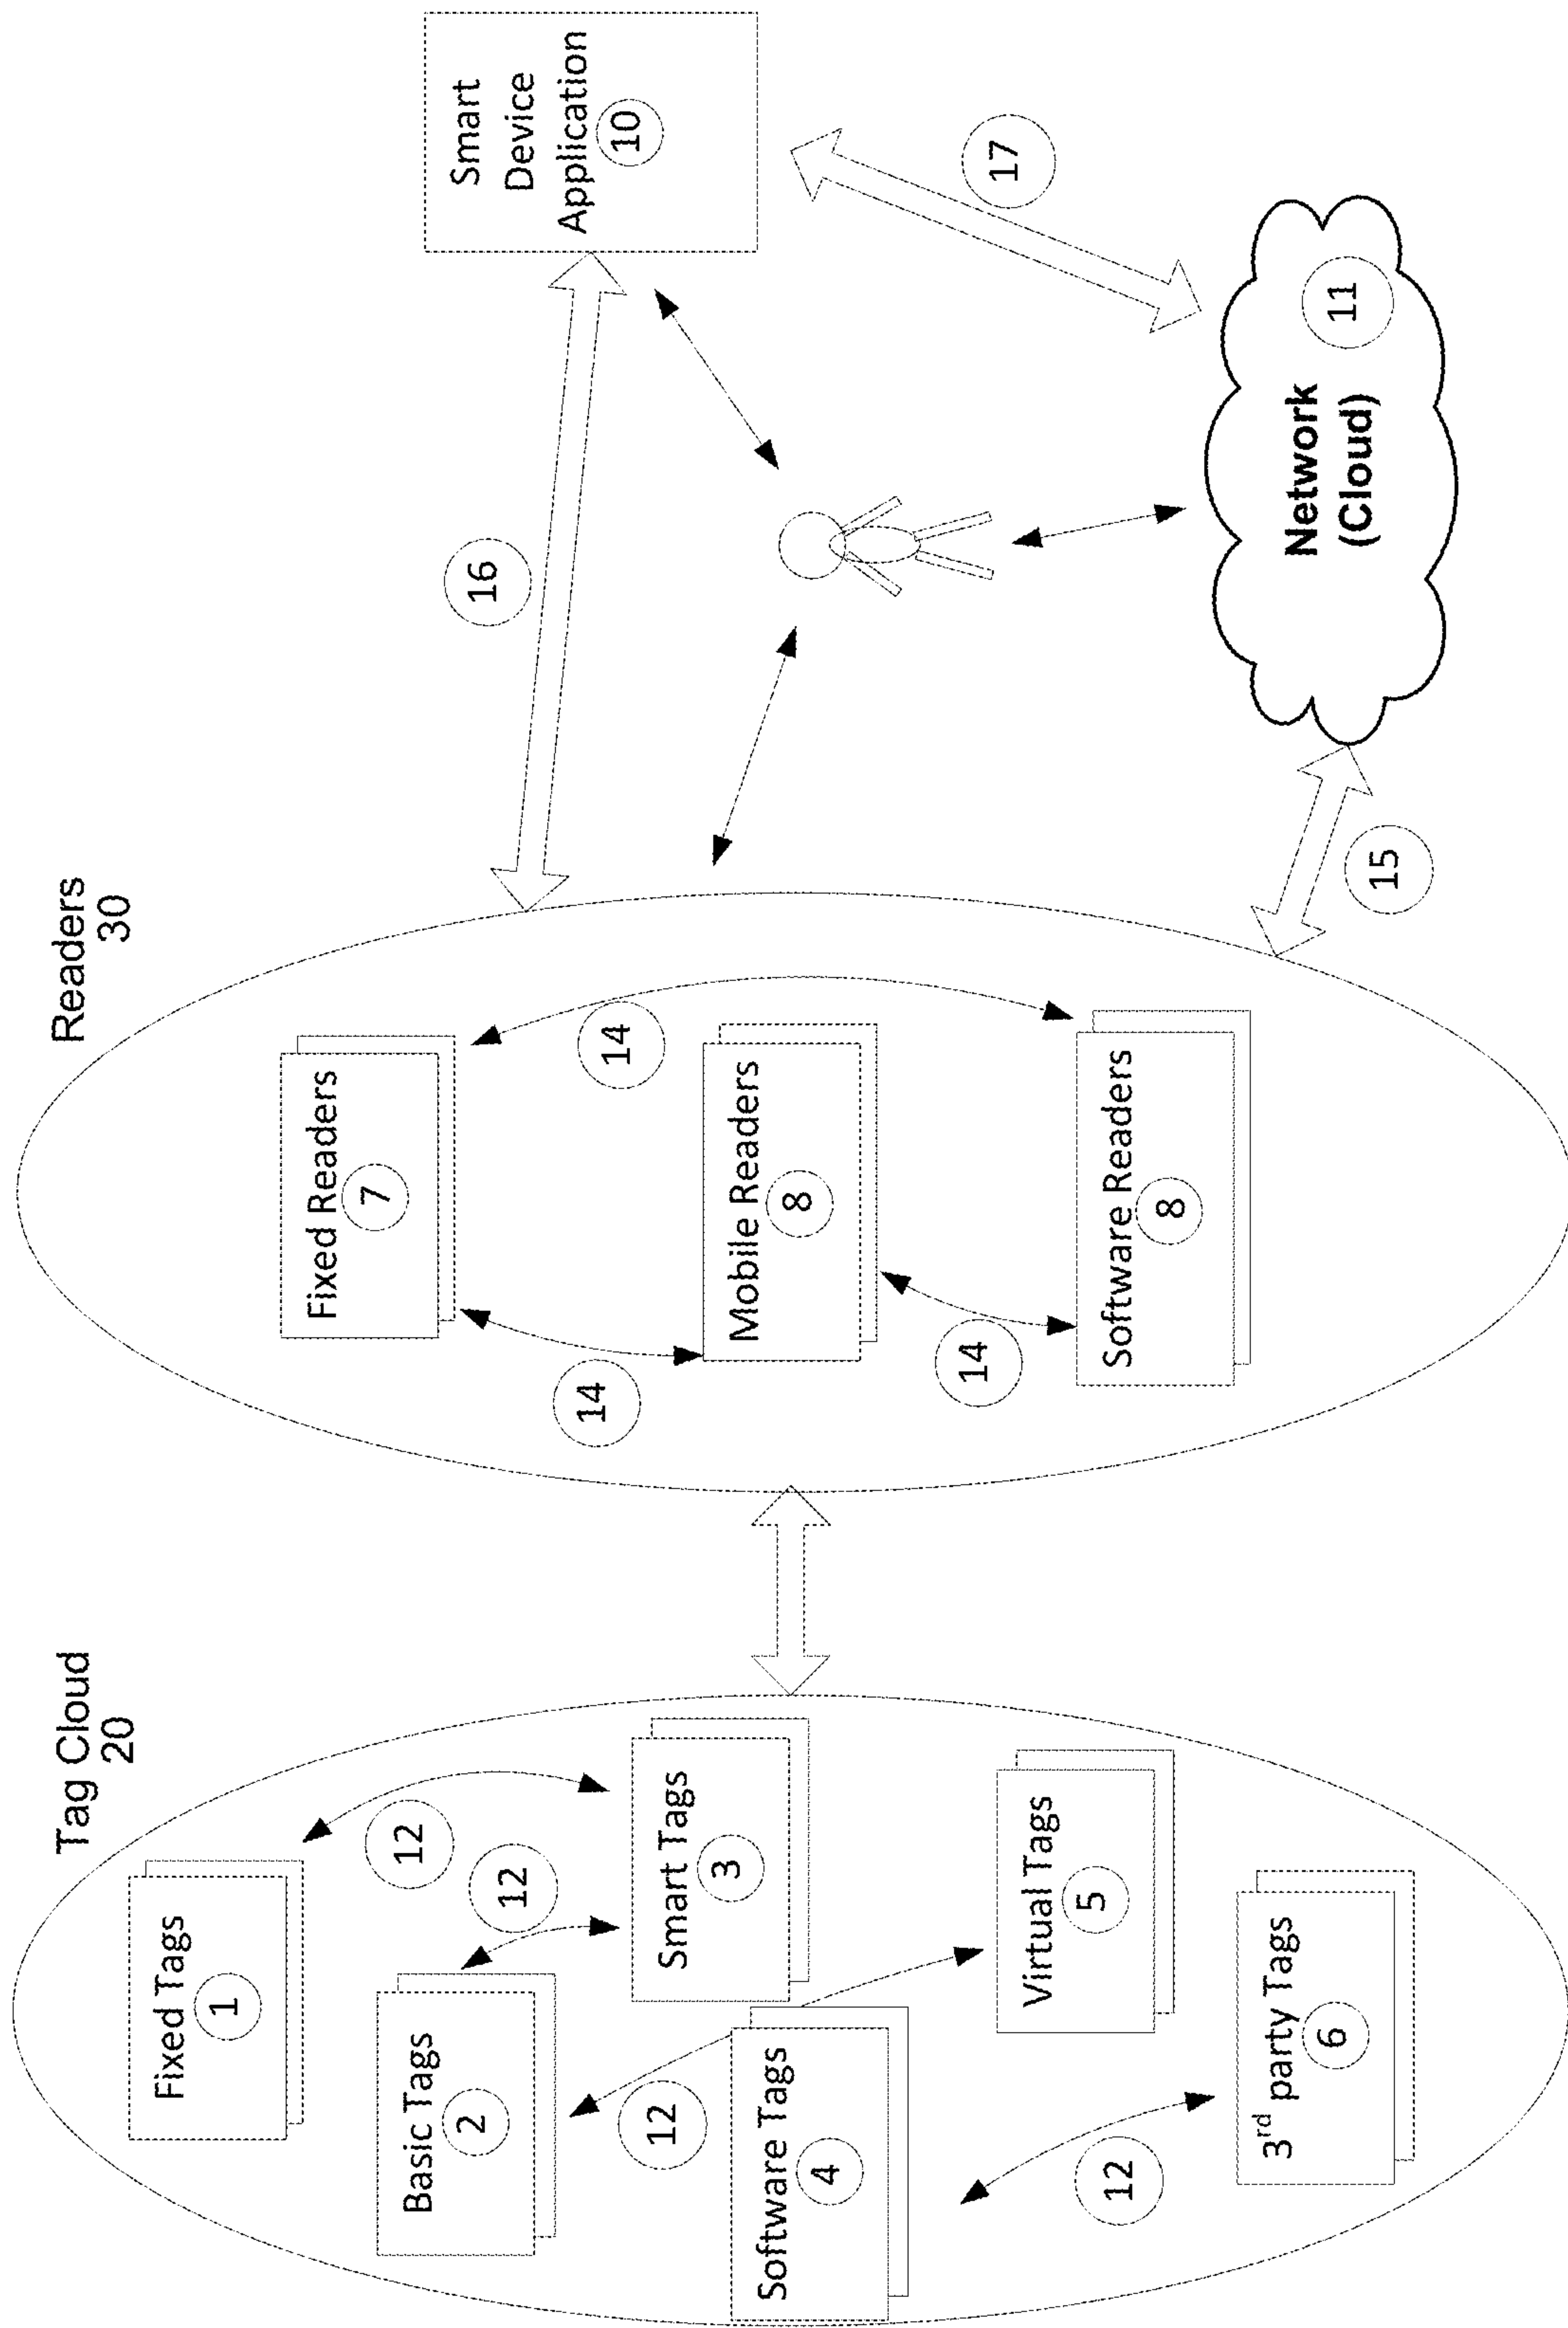 Tag Cloud
20
Fixed Tags
1
12
Basic Tags
2
12
Smart Tags
3
12
Software Tags
4
Virtual Tags
5
12
3rd party Tags
6
Readers
30
Fixed Readers
7
14
14
Mobile Readers
8
14
Software Readers
8
16
15
Smart
Device
Application
10
17
Network
(Cloud)
11